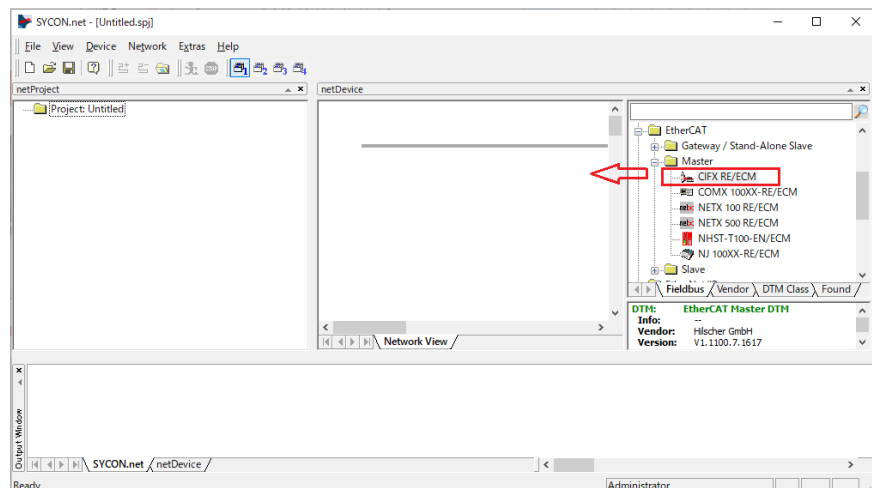 SYCON.net - [Untitled.spj]
File View Device Network Extras Help
netProject
netDevice
Project: Untitled
EtherCAT
Gateway / Stand-Alone Slave
Master
CIFX RE/ECM
COMX 100XX-RE/ECM
NETX 100 RE/ECM
NETX 500 RE/ECM
NHST-T100-EN/ECM
NJ 100XX-RE/ECM
Slave
Fieldbus Vendor DTM Class Found
DTM: EtherCAT Master DTM
Info: --
Vendor: Hilscher GmbH
Version: V1.1100.7.1617
Network View
Output Window
SYCON.net netDevice
Ready
Administrator